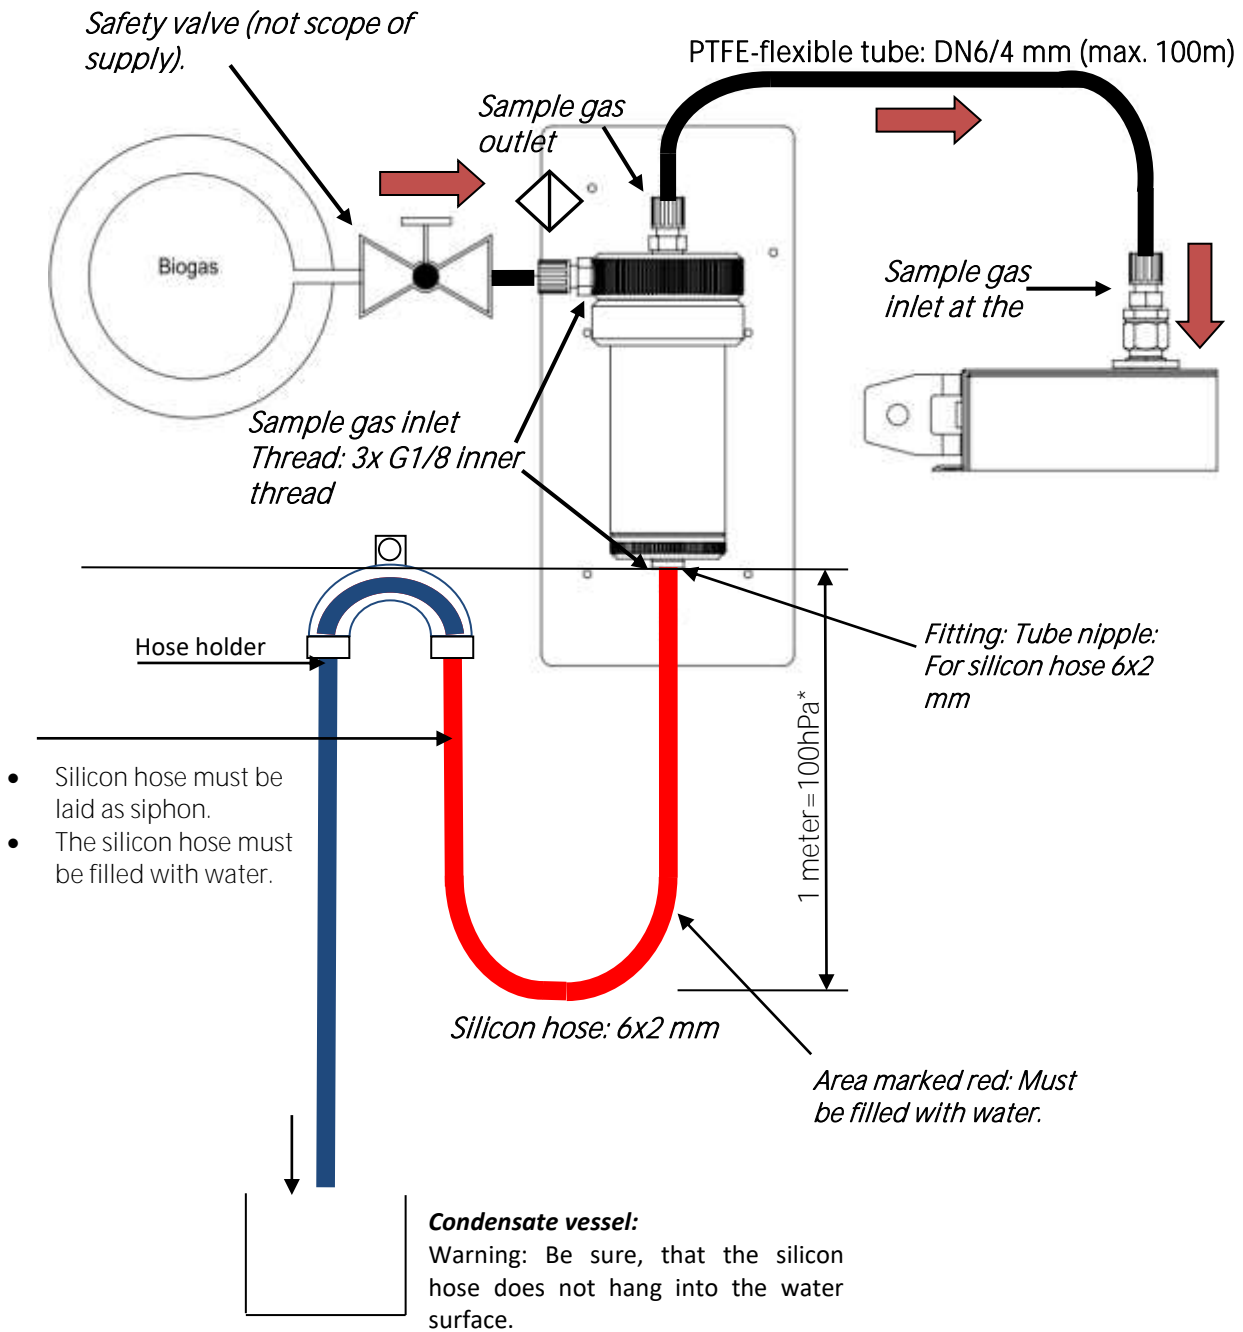 Safety valve (not scope of
supply).
PTFE-flexible tube: DN6/4 mm (max. 100m)
Sample gas
outlet
Biogas
Sample gas
inlet at the
Sample gas inlet
Thread: 3x G1/8 inner
thread
Hose holder
Fitting: Tube nipple:
For silicon hose 6x2
mm
1 meter = 100hPa*
• Silicon hose must be
laid as siphon.
• The silicon hose must
be filled with water.
Silicon hose: 6x2 mm
Area marked red: Must
be filled with water.
Condensate vessel:
Warning: Be sure, that the silicon
hose does not hang into the water
surface.